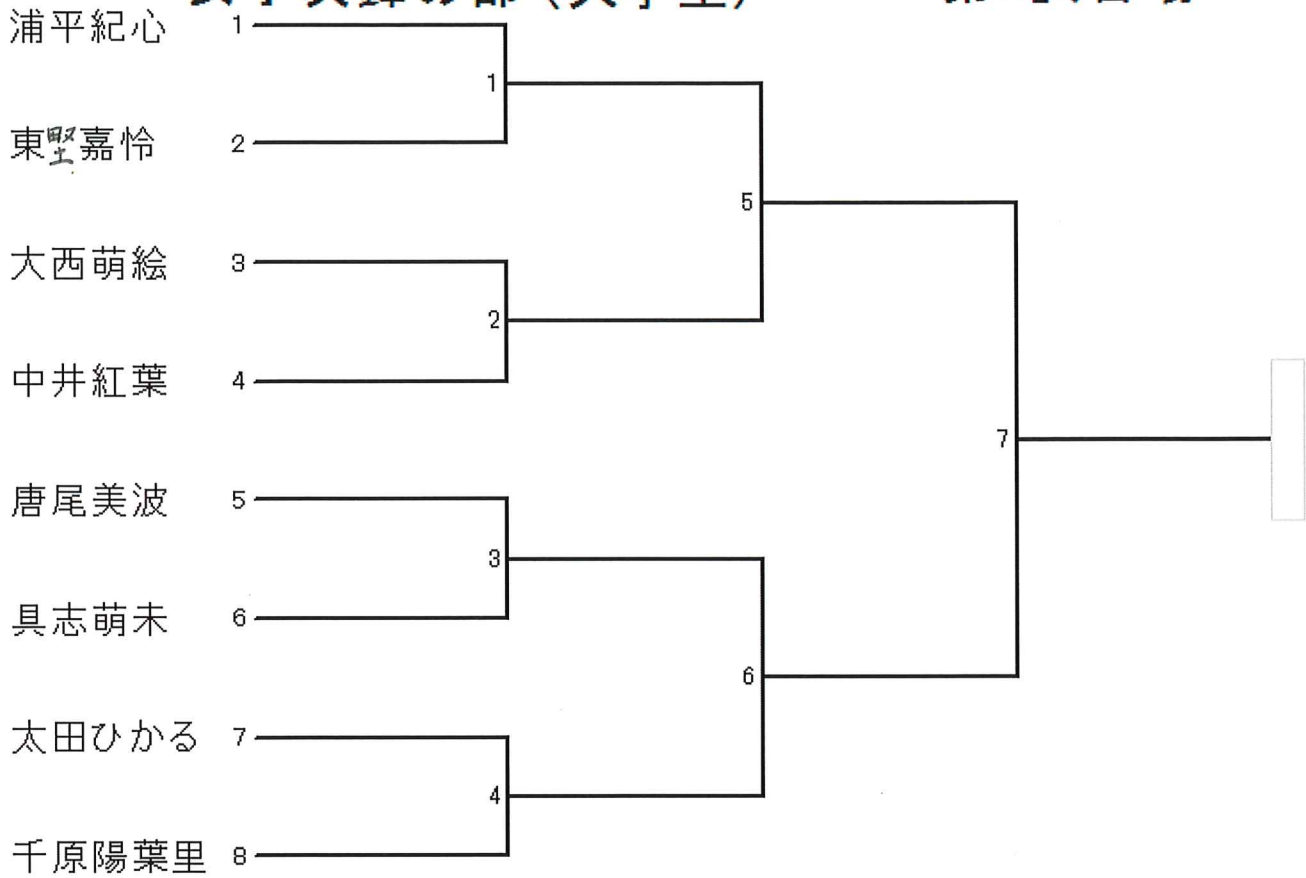 浦平紀心 1
1
東野嘉怜 2
5
大西萌絵 3
2
中井紅葉 4
7
唐尾美波 5
3
具志萌未 6
6
太田ひかる 7
4
千原陽葉里 8